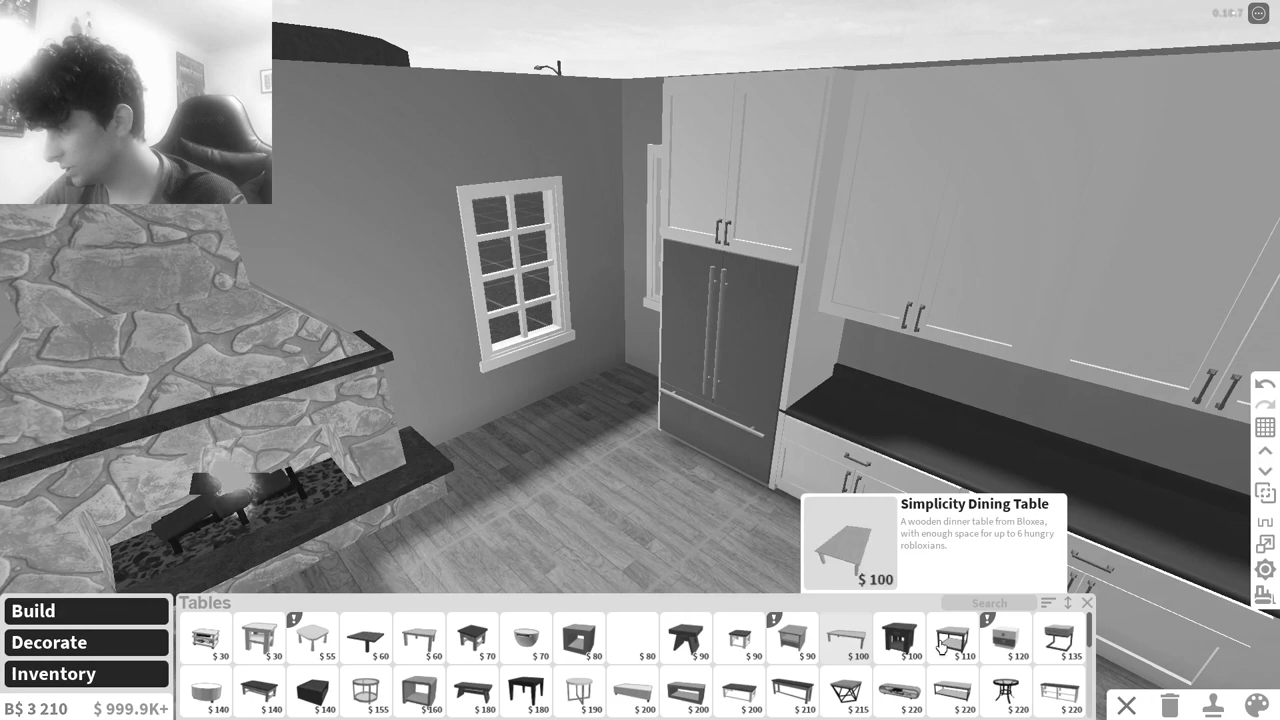 0.18.7
Simplicity Dining Table
A wooden dinner table from Bloxea,
with enough space for up to 6 hungry
robloxians.
$ 100
Build
Decorate
Inventory
B$ 3 210 $ 999.9K+
Tables
Search
$ 30 $ 30 $ 55 $ 60 $ 60 $ 70 $ 70 $ 80 $ 80 $ 90 $ 90 $ 90 $ 100 $ 100 $ 110 $ 120 $ 135
$ 140 $ 140 $ 140 $ 155 $ 160 $ 180 $ 180 $ 190 $ 200 $ 200 $ 200 $ 210 $ 215 $ 220 $ 220 $ 220 $ 220